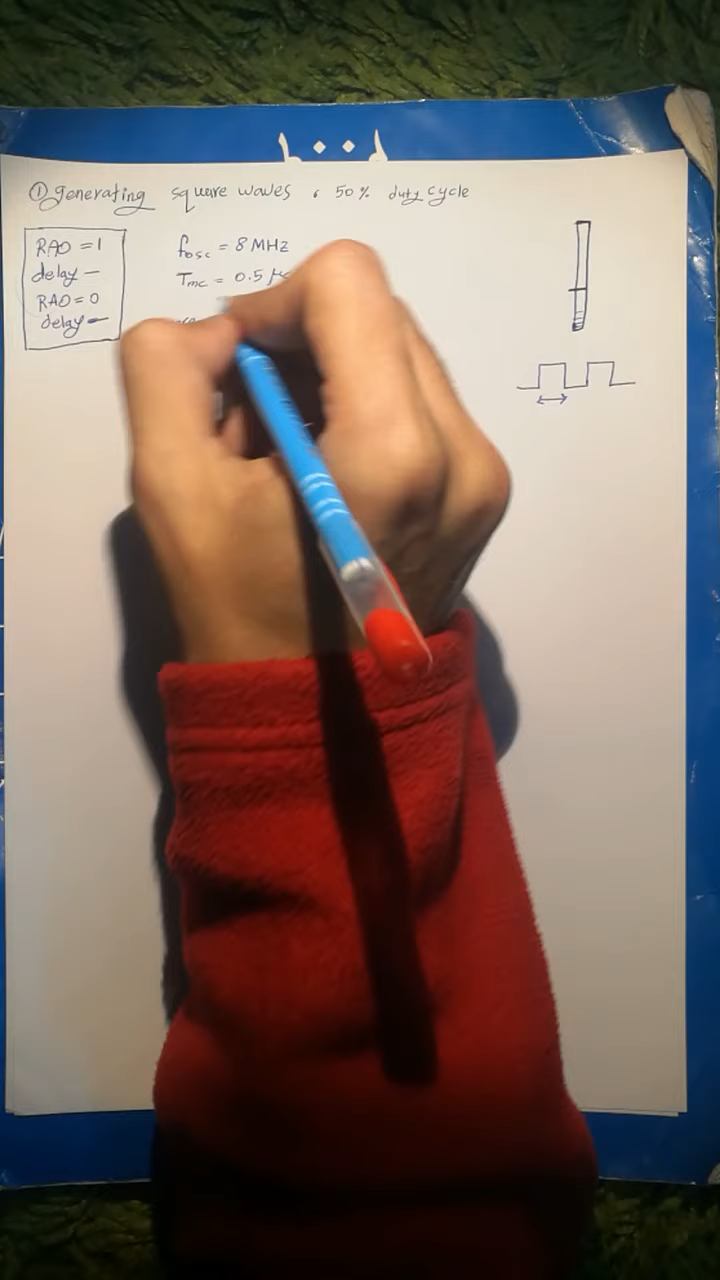 ① generating square waves, 50% duty cycle
RA0 = 1
delay —
RA0 = 0
delay —
fosc = 8 MHz
Tmc = 0.5 µ